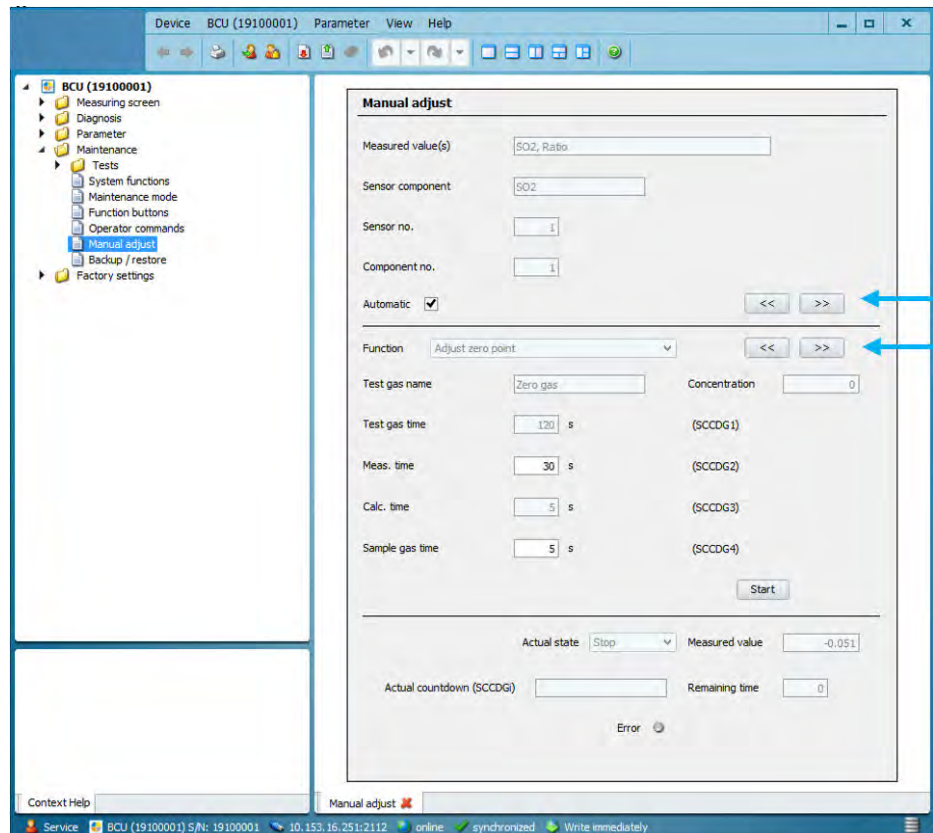 Device BCU (19100001) Parameter View Help
BCU (19100001)
Measuring screen
Diagnosis
Parameter
Maintenance
Tests
System functions
Maintenance mode
Function buttons
Operator commands
Manual adjust
Backup / restore
Factory settings
Manual adjust
Measured value(s) SO2, Ratio
Sensor component SO2
Sensor no. 1
Component no. 1
Automatic << >>
Function Adjust zero point << >>
Test gas name Zero gas Concentration 0
Test gas time 120 s (SCCDG1)
Meas. time 30 s (SCCDG2)
Calc. time 5 s (SCCDG3)
Sample gas time 5 s (SCCDG4)
Start
Actual state Stop Measured value -0.051
Actual countdown (SCCDGi) Remaining time 0
Error
Context Help
Manual adjust
Service BCU (19100001) S/N: 19100001 10.153.16.251:2112 online synchronized Write immediately